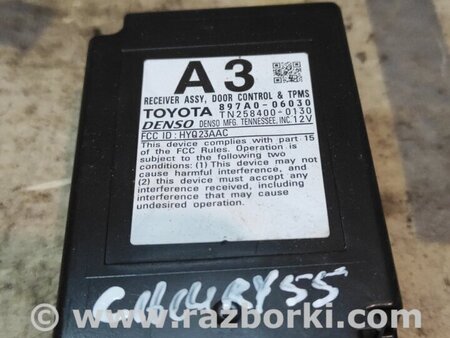 A3
RECEIVER ASSY, DOOR CONTROL & TPMS
TOYOTA 897A0-06030
TN258400-0130
DENSO DENSO MFG. TENNESSEE, INC. 12V
FCC ID: HYQ23AAC
This device complies with part 15
of the FCC Rules. Operation is
subject to the following two
conditions: (1) This device may not
cause harmful interference, and
(2) this device must accept any
interference received, including
interference that may cause
undesired operation.
55
© www.razborki.com